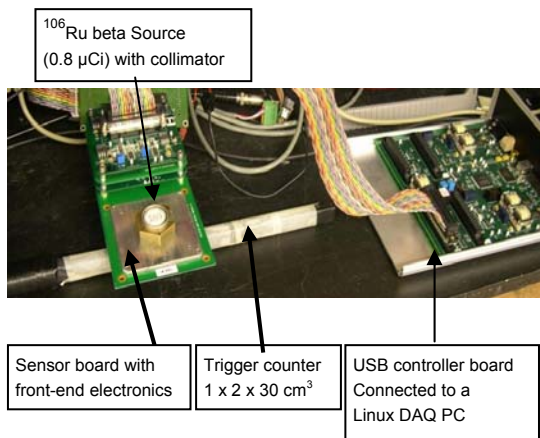 ¹⁰⁶Ru beta Source
(0.8 µCi) with collimator
Sensor board with
front-end electronics
Trigger counter
1 x 2 x 30 cm³
USB controller board
Connected to a
Linux DAQ PC